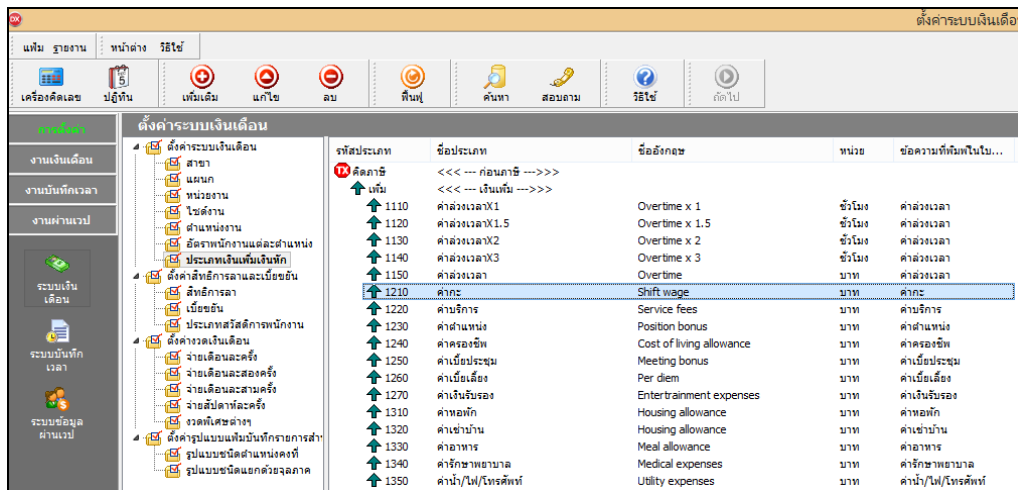 ตั้งค่าระบบเงินเดือ
แฟ้ม รายงาน หน้าต่าง วิธีใช้
เครื่องคิดเลข ปฏิทิน เพิ่มเติม แก้ไข ลบ ฟื้นฟู ค้นหา สอบถาม วิธีใช้ ถัดไป
การตั้งค่า
งานเงินเดือน
งานบันทึกเวลา
งานผ่านเวป
ระบบเงิน
เดือน
ระบบบันทึก
เวลา
ระบบข้อมูล
ผ่านเวป
ตั้งค่าระบบเงินเดือน
ตั้งค่าระบบเงินเดือน
สาขา
แผนก
หน่วยงาน
ไซต์งาน
ตำแหน่งงาน
อัตราพนักงานแต่ละตำแหน่ง
ประเภทเงินเพิ่มเงินหัก
ตั้งค่าสิทธิการลาและเบี้ยขยัน
สิทธิการลา
เบี้ยขยัน
ประเภทสวัสดิการพนักงาน
ตั้งค่างวดเงินเดือน
จ่ายเดือนละครั้ง
จ่ายเดือนละสองครั้ง
จ่ายเดือนละสามครั้ง
จ่ายสัปดาห์ละครั้ง
งวดพิเศษต่างๆ
ตั้งค่ารูปแบบแฟ้มบันทึกรายการสำ
รูปแบบชนิดตำแหน่งคงที่
รูปแบบชนิดแยกด้วยจุลภาค
รหัสประเภท ชื่อประเภท ชื่ออังกฤษ หน่วย ข้อความที่พิมพ์ในใบ...
TX คิดภาษี <<< --- ก่อนภาษี --->>>
เพิ่ม <<< --- เงินเพิ่ม --->>>
1110 ค่าล่วงเวลาX1 Overtime x 1 ชั่วโมง ค่าล่วงเวลา
1120 ค่าล่วงเวลาX1.5 Overtime x 1.5 ชั่วโมง ค่าล่วงเวลา
1130 ค่าล่วงเวลาX2 Overtime x 2 ชั่วโมง ค่าล่วงเวลา
1140 ค่าล่วงเวลาX3 Overtime x 3 ชั่วโมง ค่าล่วงเวลา
1150 ค่าล่วงเวลา Overtime บาท ค่าล่วงเวลา
1210 ค่ากะ Shift wage บาท ค่ากะ
1220 ค่าบริการ Service fees บาท ค่าบริการ
1230 ค่าตำแหน่ง Position bonus บาท ค่าตำแหน่ง
1240 ค่าครองชีพ Cost of living allowance บาท ค่าครองชีพ
1250 ค่าเบี้ยประชุม Meeting bonus บาท ค่าเบี้ยประชุม
1260 ค่าเบี้ยเลี้ยง Per diem บาท ค่าเบี้ยเลี้ยง
1270 ค่าเงินรับรอง Entertrainment expenses บาท ค่าเงินรับรอง
1310 ค่าหอพัก Housing allowance บาท ค่าหอพัก
1320 ค่าเช่าบ้าน Housing allowance บาท ค่าเช่าบ้าน
1330 ค่าอาหาร Meal allowance บาท ค่าอาหาร
1340 ค่ารักษาพยาบาล Medical expenses บาท ค่ารักษาพยาบาล
1350 ค่าน้ำ/ไฟ/โทรศัพท์ Utility expenses บาท ค่าน้ำ/ไฟ/โทรศัพท์